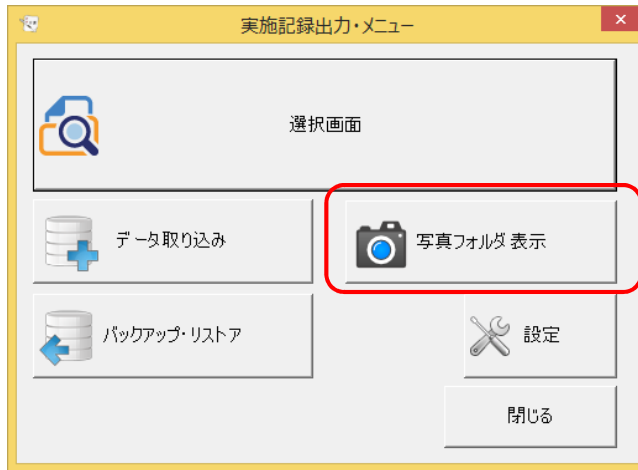 実施記録出力・メニュー
選択画面
データ取り込み
写真フォルダ表示
バックアップ・リストア
設定
閉じる